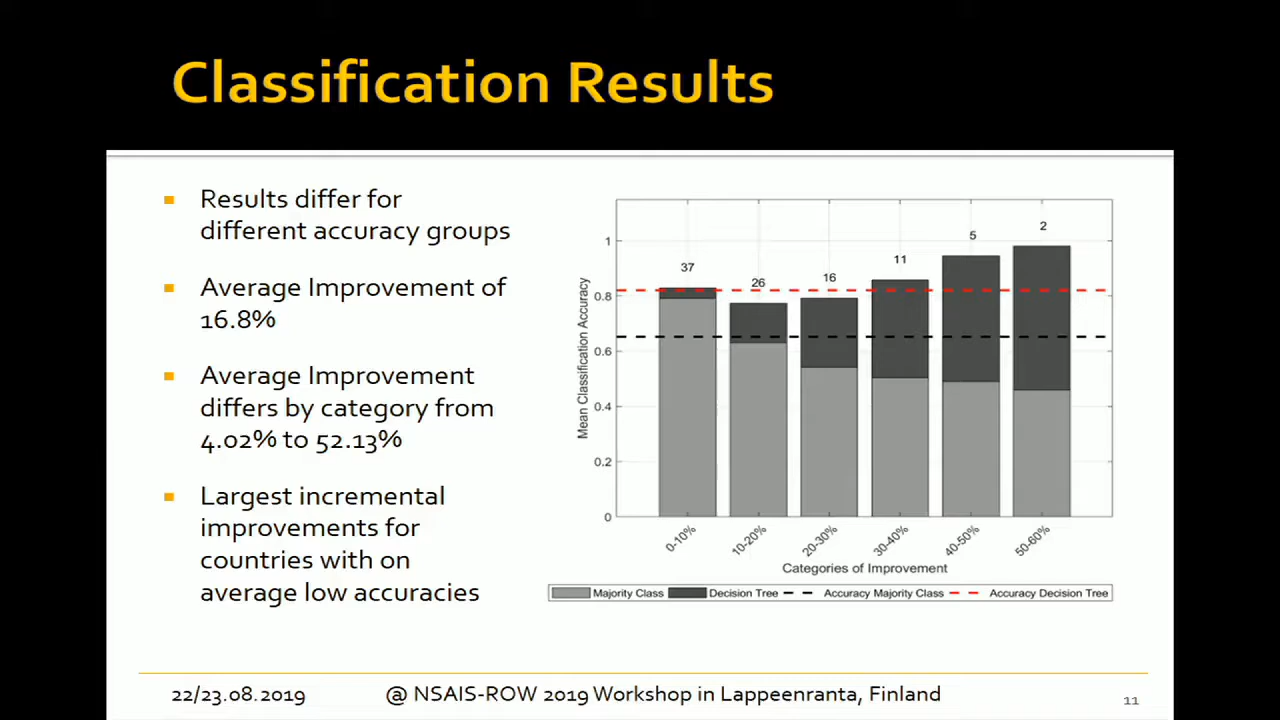 Classification Results
Results differ for
different accuracy groups
Average Improvement of
16.8%
Average Improvement
differs by category from
4.02% to 52.13%
Largest incremental
improvements for
countries with on
average low accuracies
Mean Classification Accuracy
1
0.8
0.6
0.4
0.2
0
37
26
16
11
5
2
0-10%
10-20%
20-30%
30-40%
40-50%
50-60%
Categories of Improvement
Majority Class Decision Tree Accuracy Majority Class Accuracy Decision Tree
22/23.08.2019 @ NSAIS-ROW 2019 Workshop in Lappeenranta, Finland 11